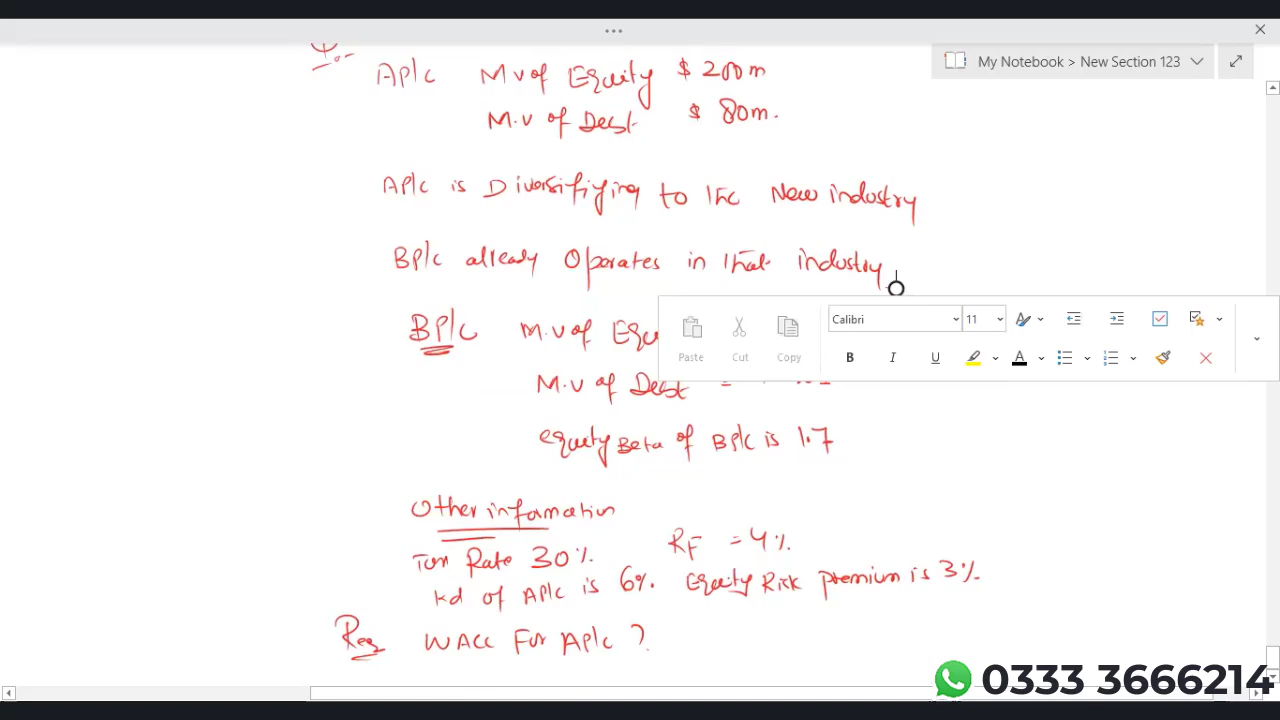 My Notebook > New Section 123
Q:-
APlc M.v of Equity $ 200m
M.v of Debt $ 80m.
APlc is Diversifiying to the New industry
BPlc already Operates in that industry
Calibri 11
Paste Cut Copy B I U A
BPlc M.v of Equ
M.v of Debt =
equity Beta of BPlc is 1.7
Other information
Tax Rate 30%. RF = 4%.
Kd of APlc is 6%. Equity Risk premium is 3%
Req WACC For APlc ?
0333 3666214